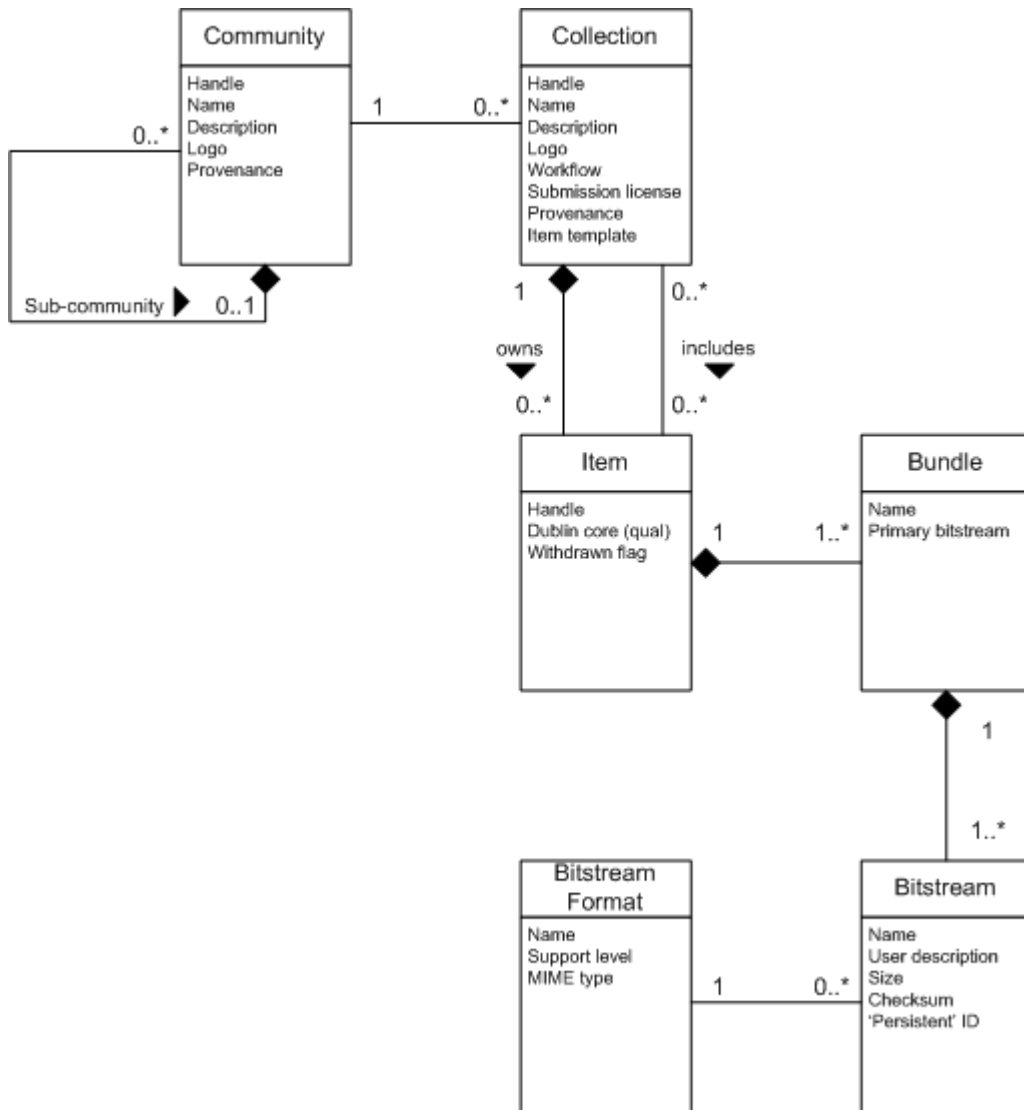 Community
Handle
Name
Description
Logo
Provenance
Collection
Handle
Name
Description
Logo
Workflow
Submission license
Provenance
Item template
1
0..*
0..*
Sub-community
0..1
1
0..*
owns
includes
0..*
0..*
Item
Handle
Dublin core (qual)
Withdrawn flag
1
1..*
Bundle
Name
Primary bitstream
1
1..*
Bitstream
Format
Name
Support level
MIME type
1
0..*
Bitstream
Name
User description
Size
Checksum
‘Persistent’ ID